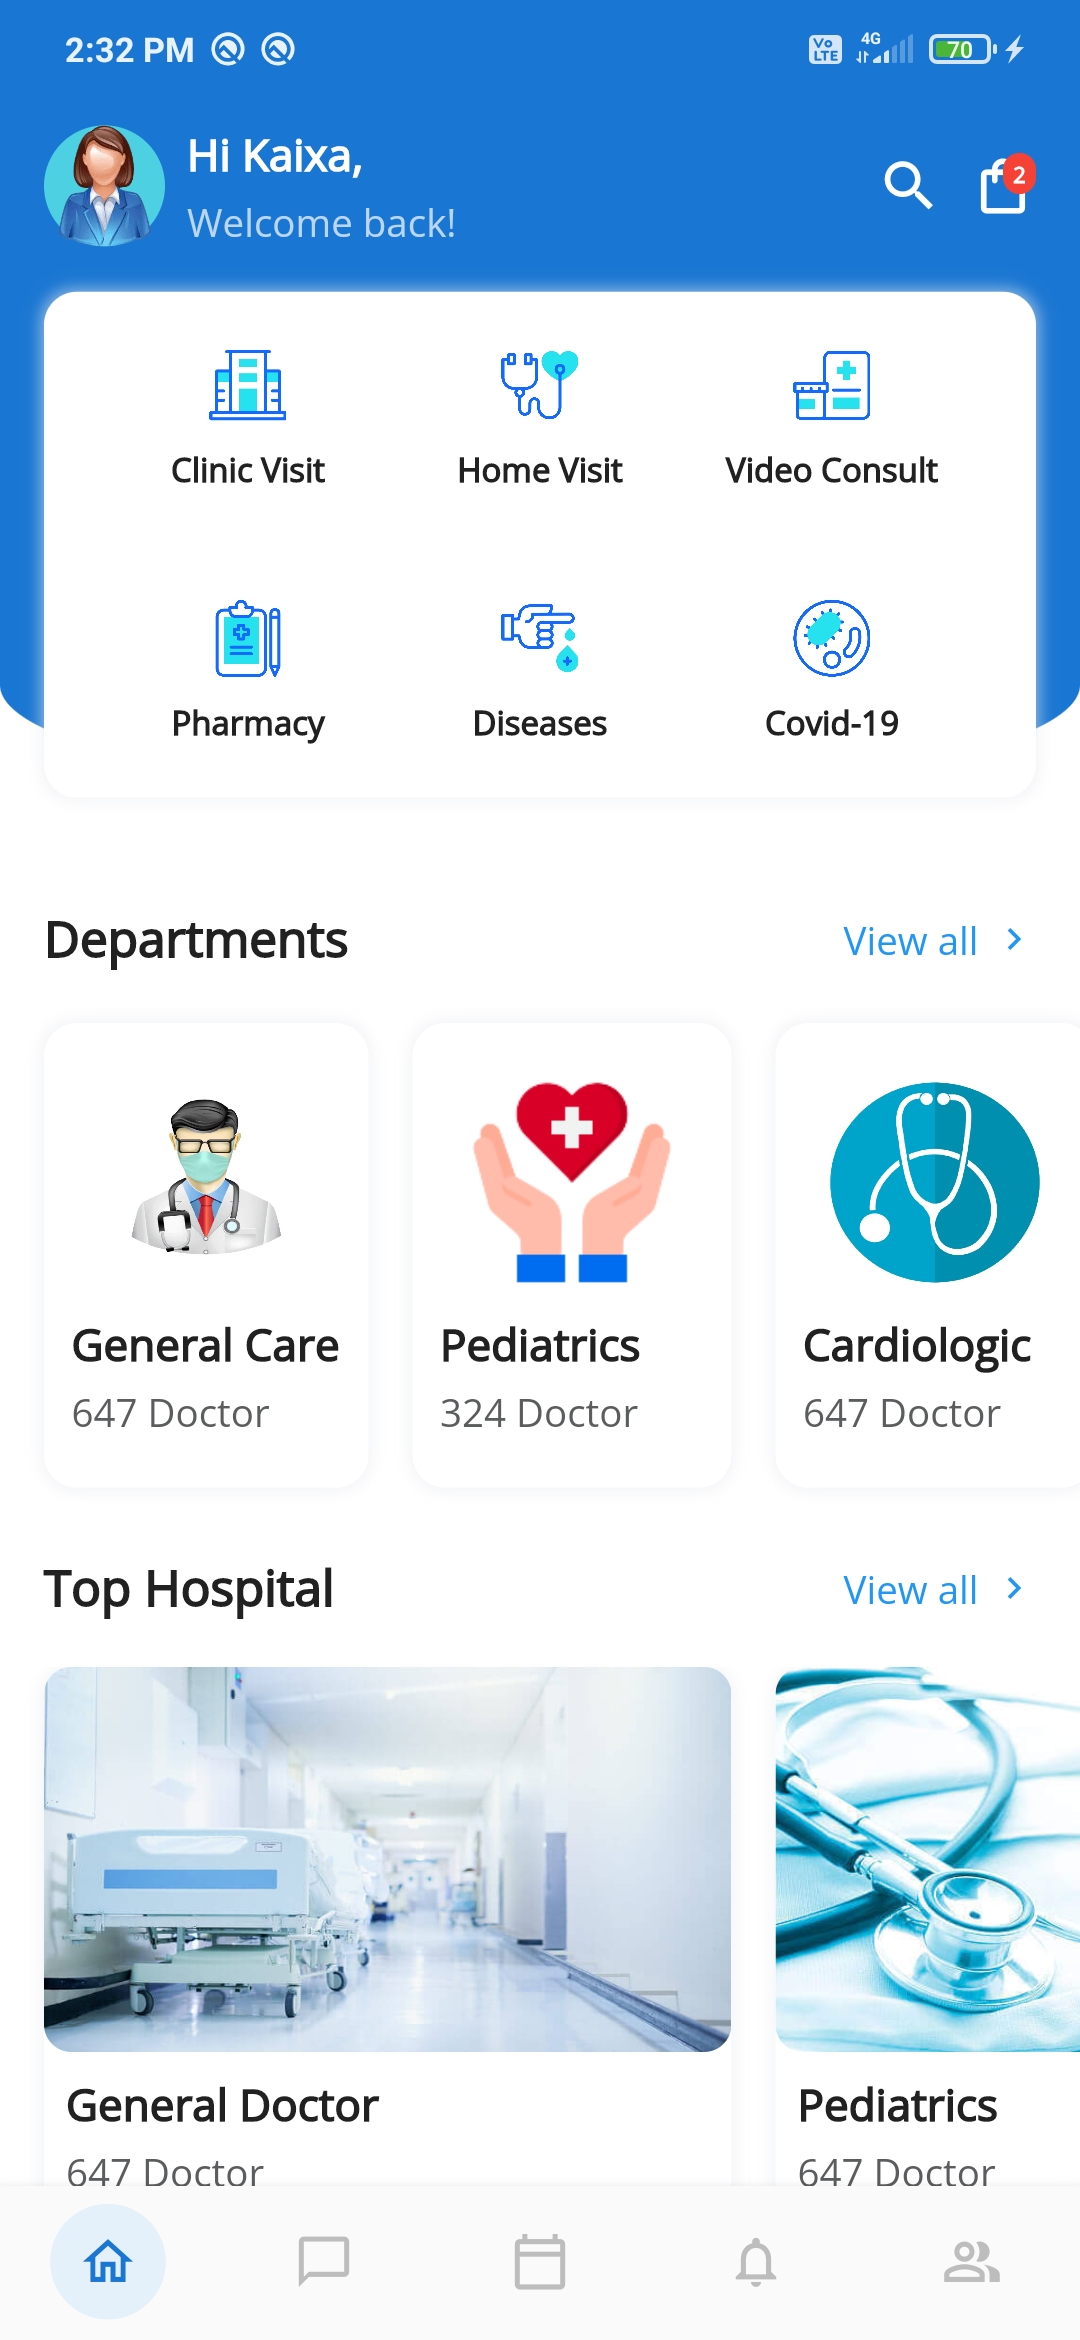 2:32 PM
Vo LTE 4G 70
Hi Kaixa,
Welcome back!
2
Clinic Visit Home Visit Video Consult
Pharmacy Diseases Covid-19
Departments View all
General Care Pediatrics Cardiologic
647 Doctor 324 Doctor 647 Doctor
Top Hospital View all
General Doctor Pediatrics
647 Doctor 647 Doctor